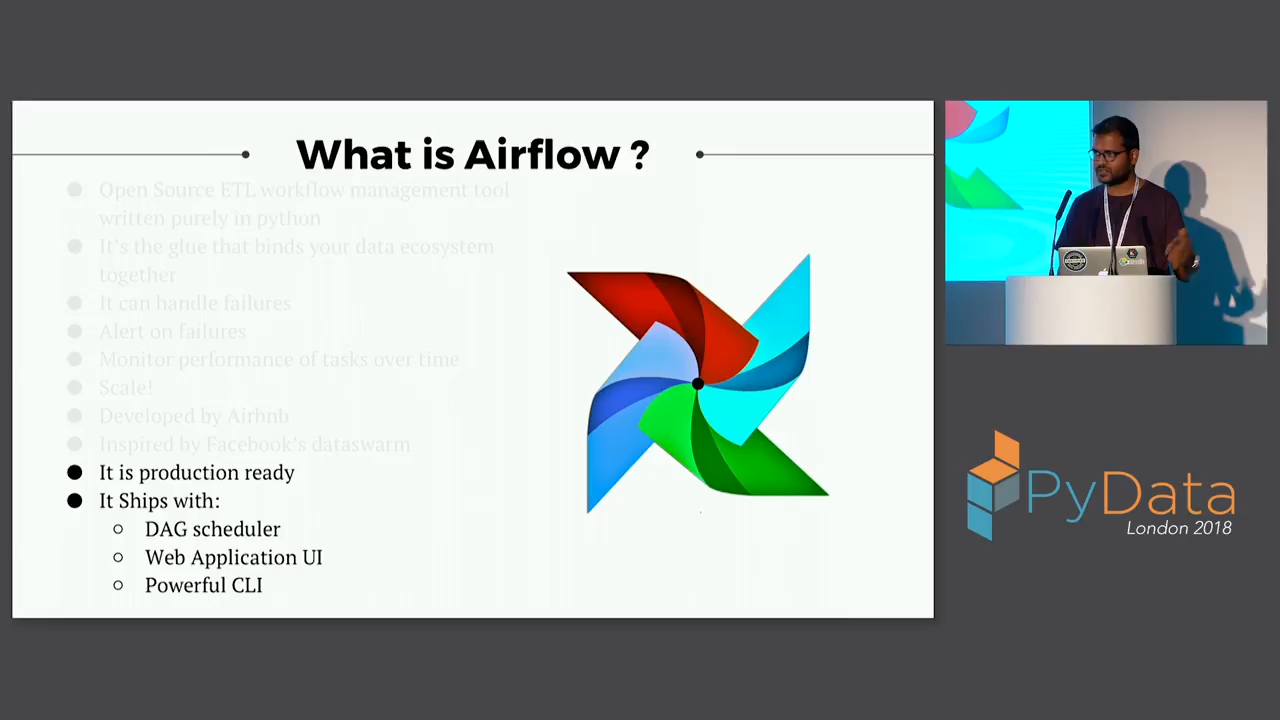 What is Airflow ?
● Open Source ETL workflow management tool
written purely in python
● It's the glue that binds your data ecosystem
together
● It can handle failures
● Alert on failures
● Monitor performance of tasks over time
● Scale!
● Developed by Airbnb
● Inspired by Facebook's dataswarm
● It is production ready
● It Ships with:
○ DAG scheduler
○ Web Application UI
○ Powerful CLI
PyData
London 2018